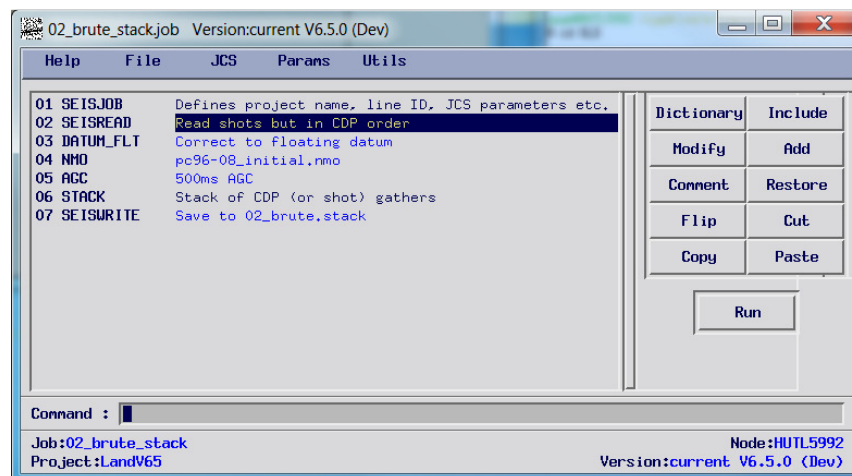 02_brute_stack.job Version:current V6.5.0 (Dev)
Help File JCS Params Utils
01 SEISJOB Defines project name, line ID, JCS parameters etc.
02 SEISREAD Read shots but in CDP order
03 DATUM_FLT Correct to floating datum
04 NMO pc96-08_initial.nmo
05 AGC 500ms AGC
06 STACK Stack of CDP (or shot) gathers
07 SEISWRITE Save to 02_brute.stack
Dictionary Include
Modify Add
Comment Restore
Flip Cut
Copy Paste
Run
Command :
Job:02_brute_stack Node:HUTL5992
Project:LandV65 Version:current V6.5.0 (Dev)